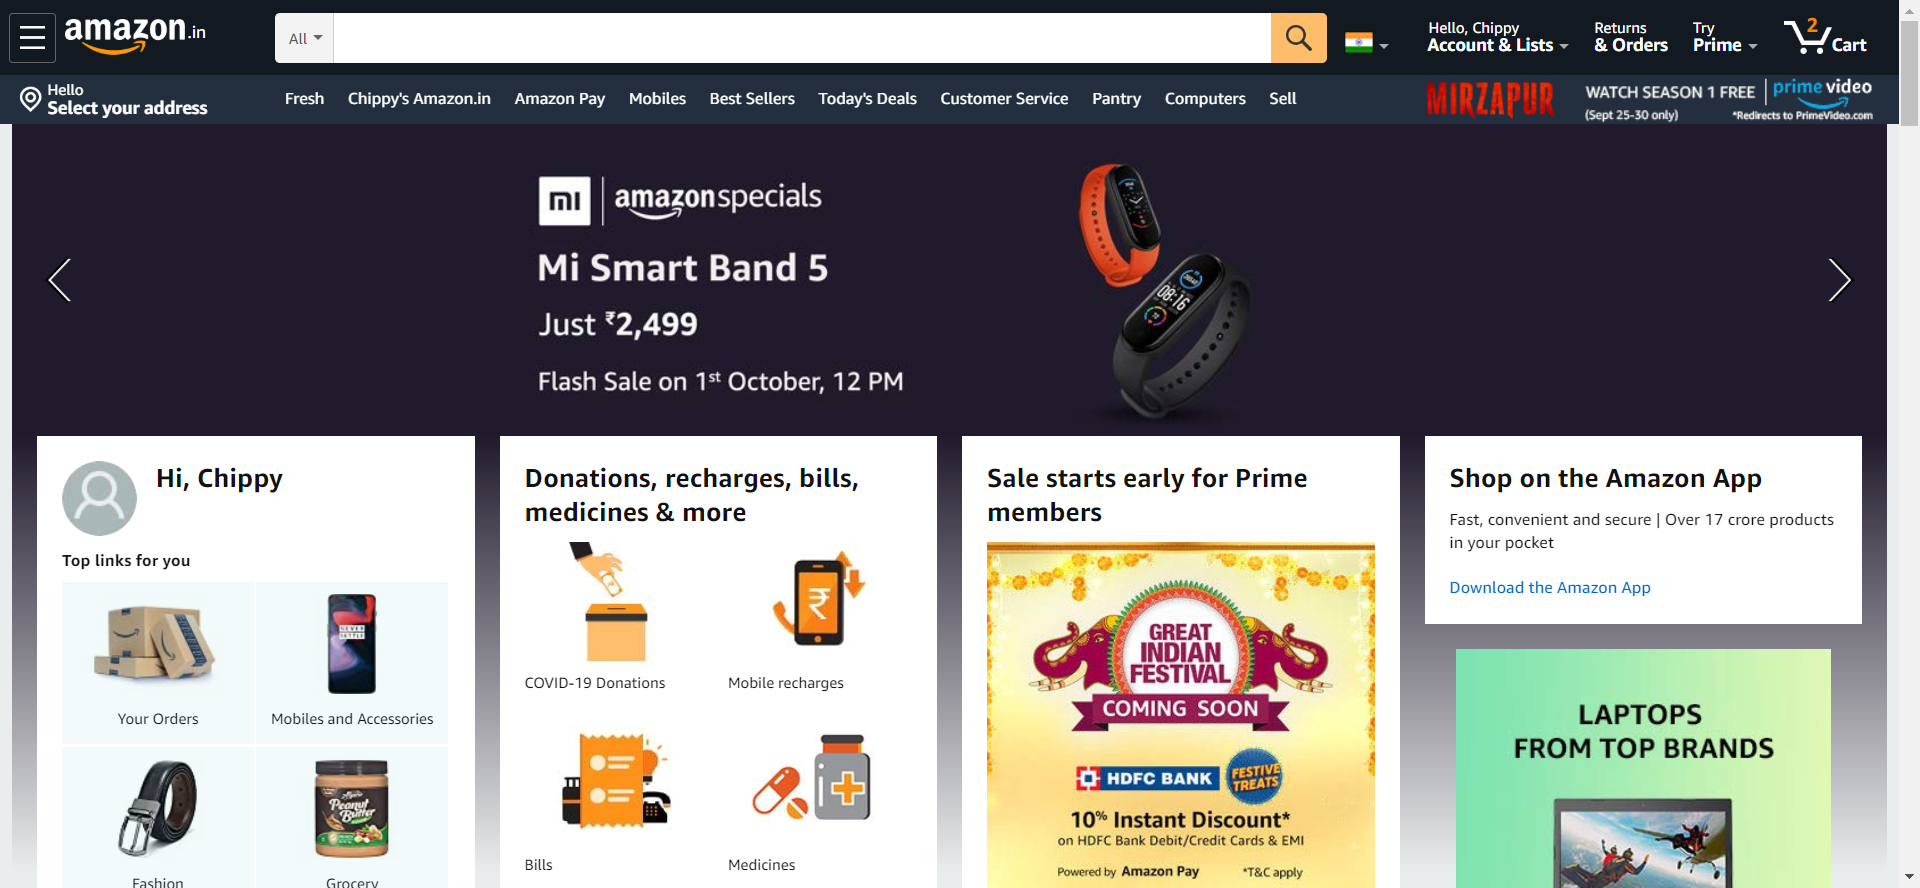 amazon.in
All
Hello, Chippy
Account & Lists
Returns
& Orders
Try
Prime
2
Cart
Hello
Select your address
Fresh
Chippy's Amazon.in
Amazon Pay
Mobiles
Best Sellers
Today's Deals
Customer Service
Pantry
Computers
Sell
MIRZAPUR
WATCH SEASON 1 FREE
(Sept 25-30 only)
prime video
*Redirects to PrimeVideo.com
mi
amazonspecials
Mi Smart Band 5
Just ₹2,499
Flash Sale on 1st October, 12 PM
08:16
Hi, Chippy
Top links for you
NEVER
SETTLE
Your Orders
Mobiles and Accessories
Peanut
Butter
Fashion
Grocery
Donations, recharges, bills,
medicines & more
₹
COVID-19 Donations
Mobile recharges
Bills
Medicines
Sale starts early for Prime
members
GREAT
INDIAN
FESTIVAL
COMING SOON
HDFC BANK
FESTIVE
TREATS
10% Instant Discount*
on HDFC Bank Debit/Credit Cards & EMI
Powered by Amazon Pay
*T&C apply
Shop on the Amazon App
Fast, convenient and secure | Over 17 crore products
in your pocket
Download the Amazon App
LAPTOPS
FROM TOP BRANDS